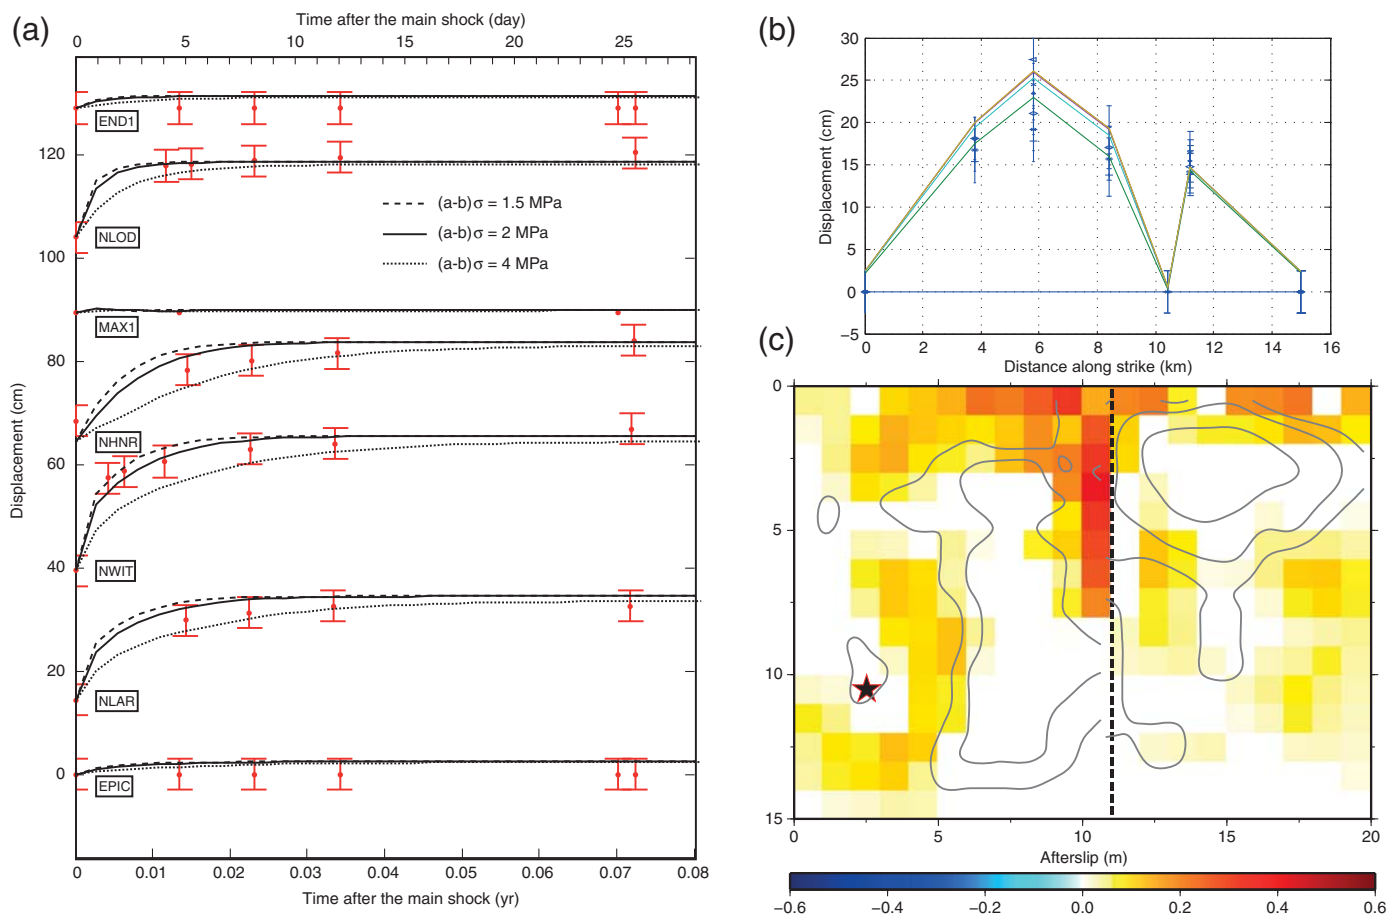 (a)
Time after the main shock (day)
0 4 5 8 12 16 20 25
END1
120
NLOD
(a-b)σ = 1.5 MPa
(a-b)σ = 2 MPa
(a-b)σ = 4 MPa
100
MAX1
80
NHNR
60
NWIT
40
NLAR
20
EPIC
0
Displacement (cm)
0 0.01 0.02 0.03 0.04 0.05 0.06 0.07 0.08
Time after the main shock (yr)
(b)
30
25
20
15
10
5
0
−5
Displacement (cm)
0 2 4 6 8 10 12 14 16
Distance along strike (km)
(c)
0
5
10
15
0 5 10 15 20
Afterslip (m)
−0.6 −0.4 −0.2 0.0 0.2 0.4 0.6